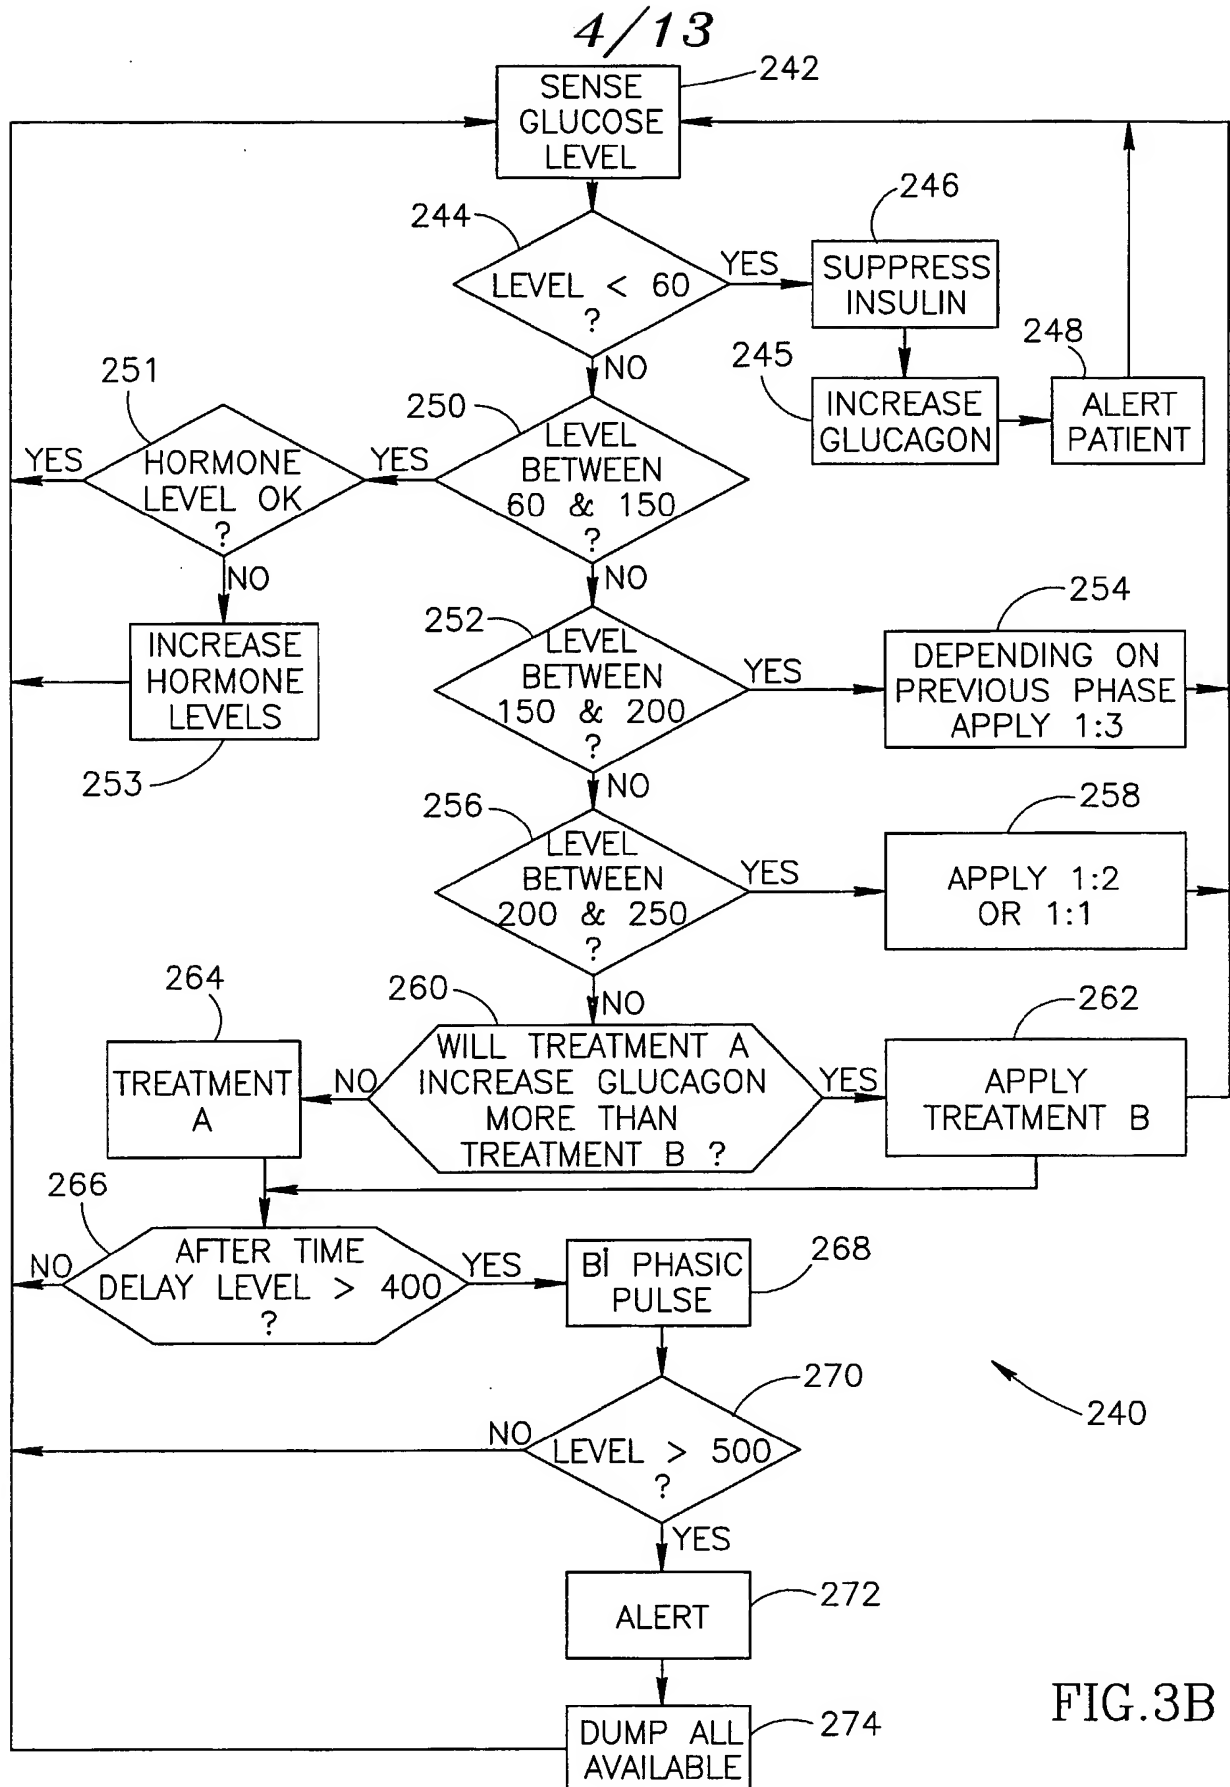 4/13
242
SENSE
GLUCOSE
LEVEL
244
LEVEL < 60
?
YES
NO
246
SUPPRESS
INSULIN
245
INCREASE
GLUCAGON
248
ALERT
PATIENT
251
HORMONE
LEVEL OK
?
YES
NO
250
LEVEL
BETWEEN
60 & 150
?
YES
NO
INCREASE
HORMONE
LEVELS
253
252
LEVEL
BETWEEN
150 & 200
?
YES
NO
254
DEPENDING ON
PREVIOUS PHASE
APPLY 1:3
256
LEVEL
BETWEEN
200 & 250
?
YES
NO
258
APPLY 1:2
OR 1:1
260
WILL TREATMENT A
INCREASE GLUCAGON
MORE THAN
TREATMENT B ?
NO
YES
264
TREATMENT
A
262
APPLY
TREATMENT B
266
AFTER TIME
DELAY LEVEL > 400
?
NO
YES
268
BI PHASIC
PULSE
270
LEVEL > 500
?
NO
YES
240
272
ALERT
274
DUMP ALL
AVAILABLE
FIG.3B